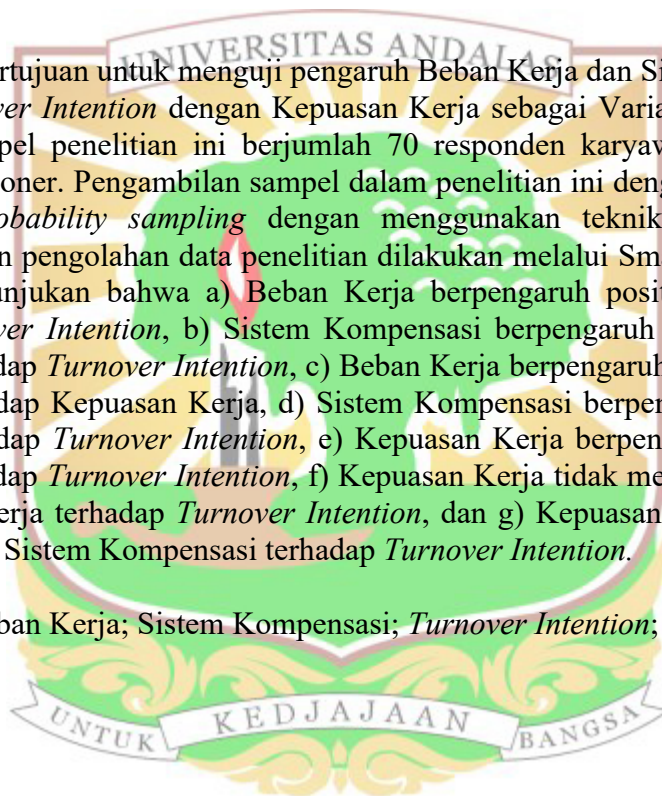 UNIVERSITAS ANDALAS
rtujuan untuk menguji pengaruh Beban Kerja dan Si
ver Intention dengan Kepuasan Kerja sebagai Varia
pel penelitian ini berjumlah 70 responden karyaw
ioner. Pengambilan sampel dalam penelitian ini deng
obability sampling dengan menggunakan teknik
n pengolahan data penelitian dilakukan melalui Sma
unjukan bahwa a) Beban Kerja berpengaruh posit
ver Intention, b) Sistem Kompensasi berpengaruh
dap Turnover Intention, c) Beban Kerja berpengaruh
dap Kepuasan Kerja, d) Sistem Kompensasi berpen
dap Turnover Intention, e) Kepuasan Kerja berpen
dap Turnover Intention, f) Kepuasan Kerja tidak me
erja terhadap Turnover Intention, dan g) Kepuasan
Sistem Kompensasi terhadap Turnover Intention.
ban Kerja; Sistem Kompensasi; Turnover Intention;
UNTUK KEDJAJAAN BANGSA